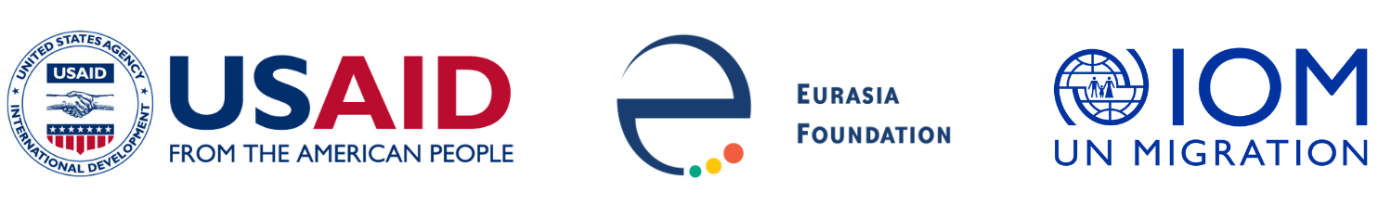 UNITED STATES AGENCY
USAID
INTERNATIONAL DEVELOPMENT
USAID
FROM THE AMERICAN PEOPLE
EURASIA
FOUNDATION
IOM
UN MIGRATION